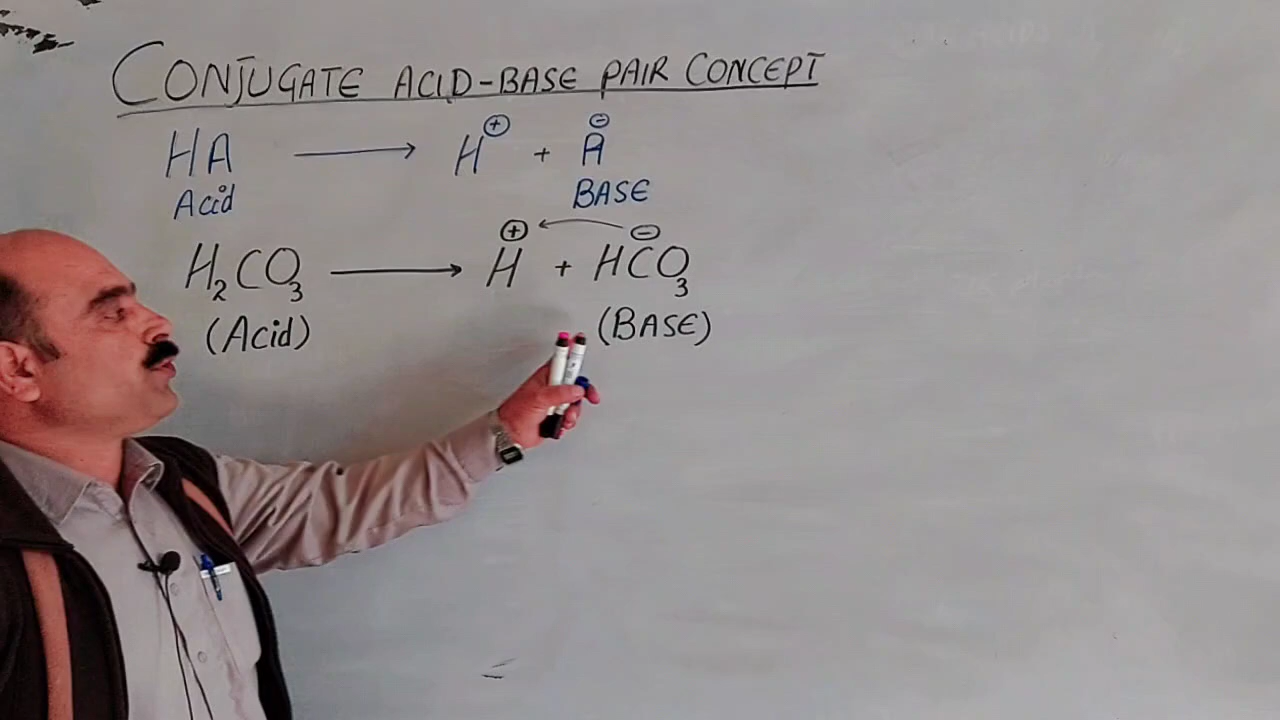 CONJUGATE ACID-BASE PAIR CONCEPT
HA ⟶ H⊕ + A⊖
Acid BASE
H₂CO₃ ⟶ H⊕ + HCO₃⊖
(Acid) (BASE)